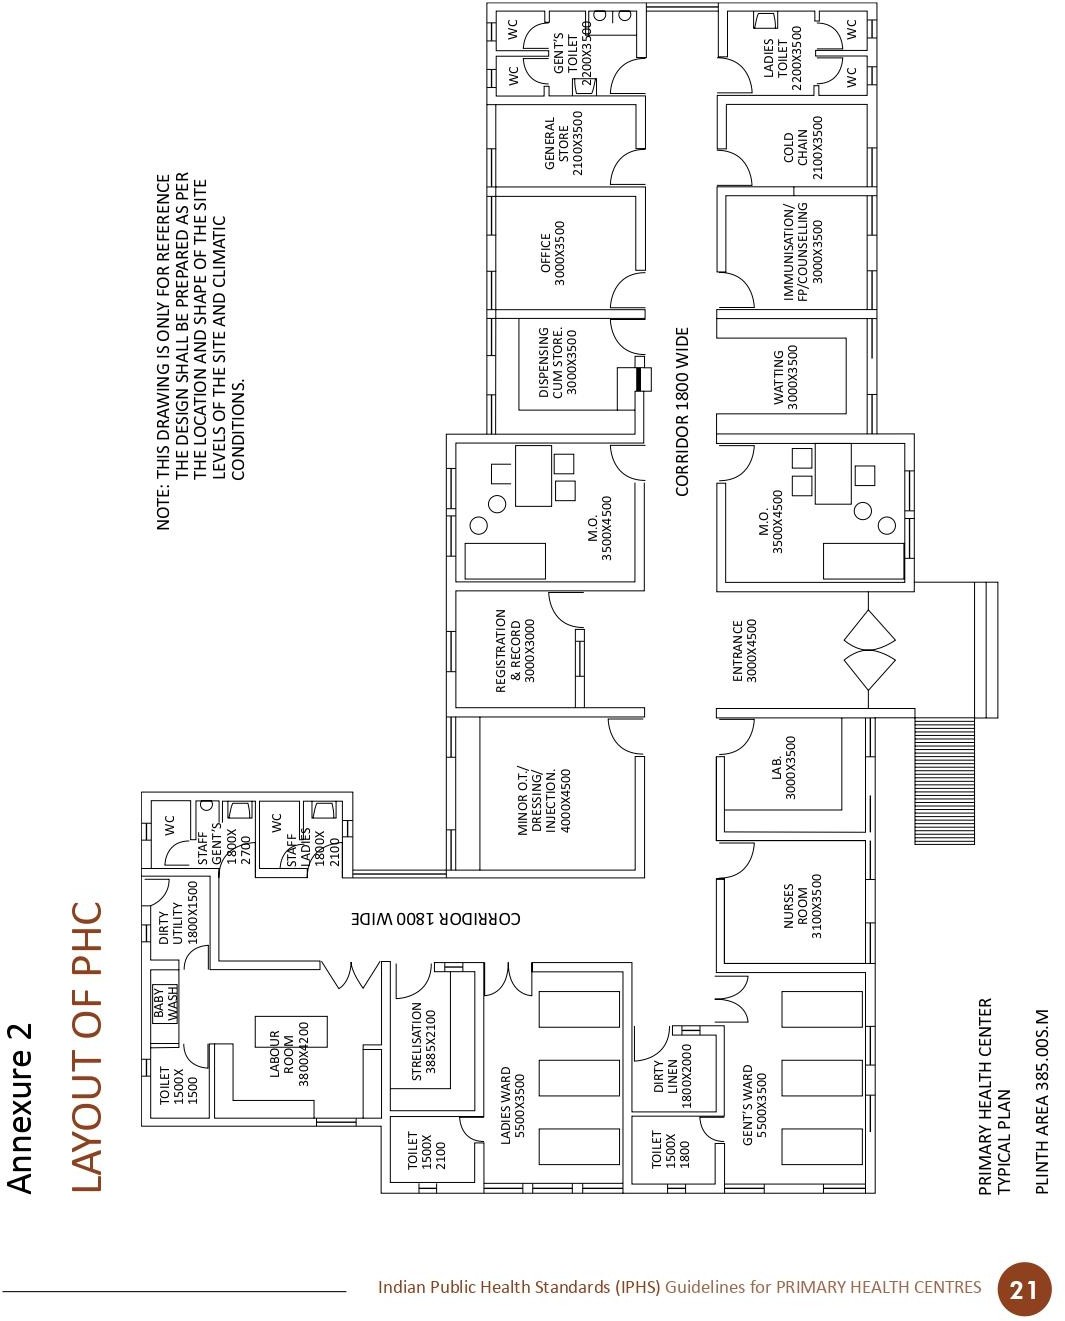 Annexure 2
LAYOUT OF PHC
NOTE: THIS DRAWING IS ONLY FOR REFERENCE
THE DESIGN SHALL BE PREPARED AS PER
THE LOCATION AND SHAPE OF THE SITE
LEVELS OF THE SITE AND CLIMATIC
CONDITIONS.
WC
WC
GENT'S
TOILET
2200X3500
LADIES
TOILET
2200X3500
WC
WC
GENERAL
STORE
2100X3500
COLD
CHAIN
2100X3500
OFFICE
3000X3500
IMMUNISATION/
FP/COUNSELLING
3000X3500
DISPENSING
CUM STORE.
3000X3500
CORRIDOR 1800 WIDE
WATTING
3000X3500
M.O.
3500X4500
M.O.
3500X4500
REGISTRATION
& RECORD
3000X3000
ENTRANCE
3000X4500
MINOR O.T./
DRESSING/
INJECTION.
4000X4500
LAB.
3000X3500
WC
STAFF
GENT'S
1800X
2700
WC
STAFF
LADIES
1800X
2100
DIRTY
UTILITY
1800X1500
CORRIDOR 1800 WIDE
NURSES
ROOM
3100X3500
BABY
WASH
TOILET
1500X
1500
LABOUR
ROOM
3800X4200
STRELISATION
3885X2100
TOILET
1500X
2100
LADIES WARD
5500X3500
DIRTY
LINEN
1800X2000
TOILET
1500X
1800
GENT'S WARD
5500X3500
PRIMARY HEALTH CENTER
TYPICAL PLAN
PLINTH AREA 385.00S.M
Indian Public Health Standards (IPHS) Guidelines for PRIMARY HEALTH CENTRES
21